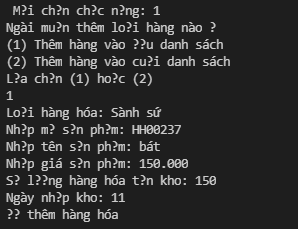 M?i ch?n ch?c n?ng: 1
Ngài mu?n thêm lo?i hàng nào ?
(1) Thêm hàng vào ??u danh sách
(2) Thêm hàng vào cu?i danh sách
L?a ch?n (1) ho?c (2)
1
Lo?i hàng hóa: Sành sứ
Nh?p m? s?n ph?m: HH00237
Nh?p tên s?n ph?m: bát
Nh?p giá s?n ph?m: 150.000
S? l??ng hàng hóa t?n kho: 150
Ngày nh?p kho: 11
?? thêm hàng hóa